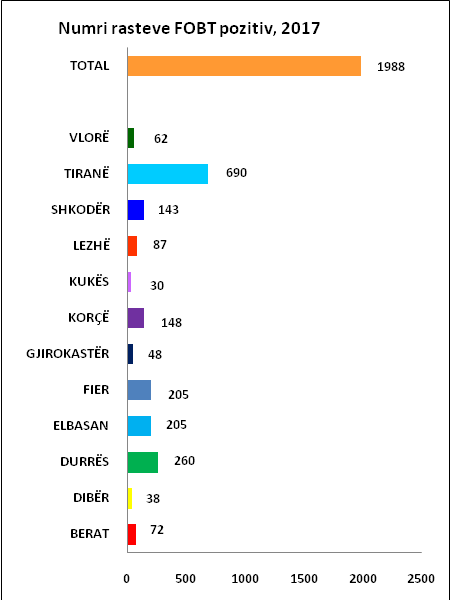 Numri rasteve FOBT pozitiv, 2017
TOTAL 1988
VLORË 62
TIRANË 690
SHKODËR 143
LEZHË 87
KUKËS 30
KORÇË 148
GJIROKASTËR 48
FIER 205
ELBASAN 205
DURRËS 260
DIBËR 38
BERAT 72
0 500 1000 1500 2000 2500